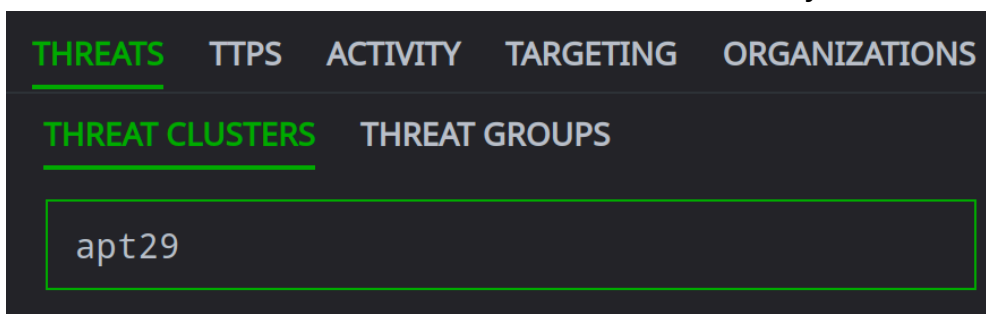 THREATS TTPS ACTIVITY TARGETING ORGANIZATIONS
THREAT CLUSTERS THREAT GROUPS
apt29